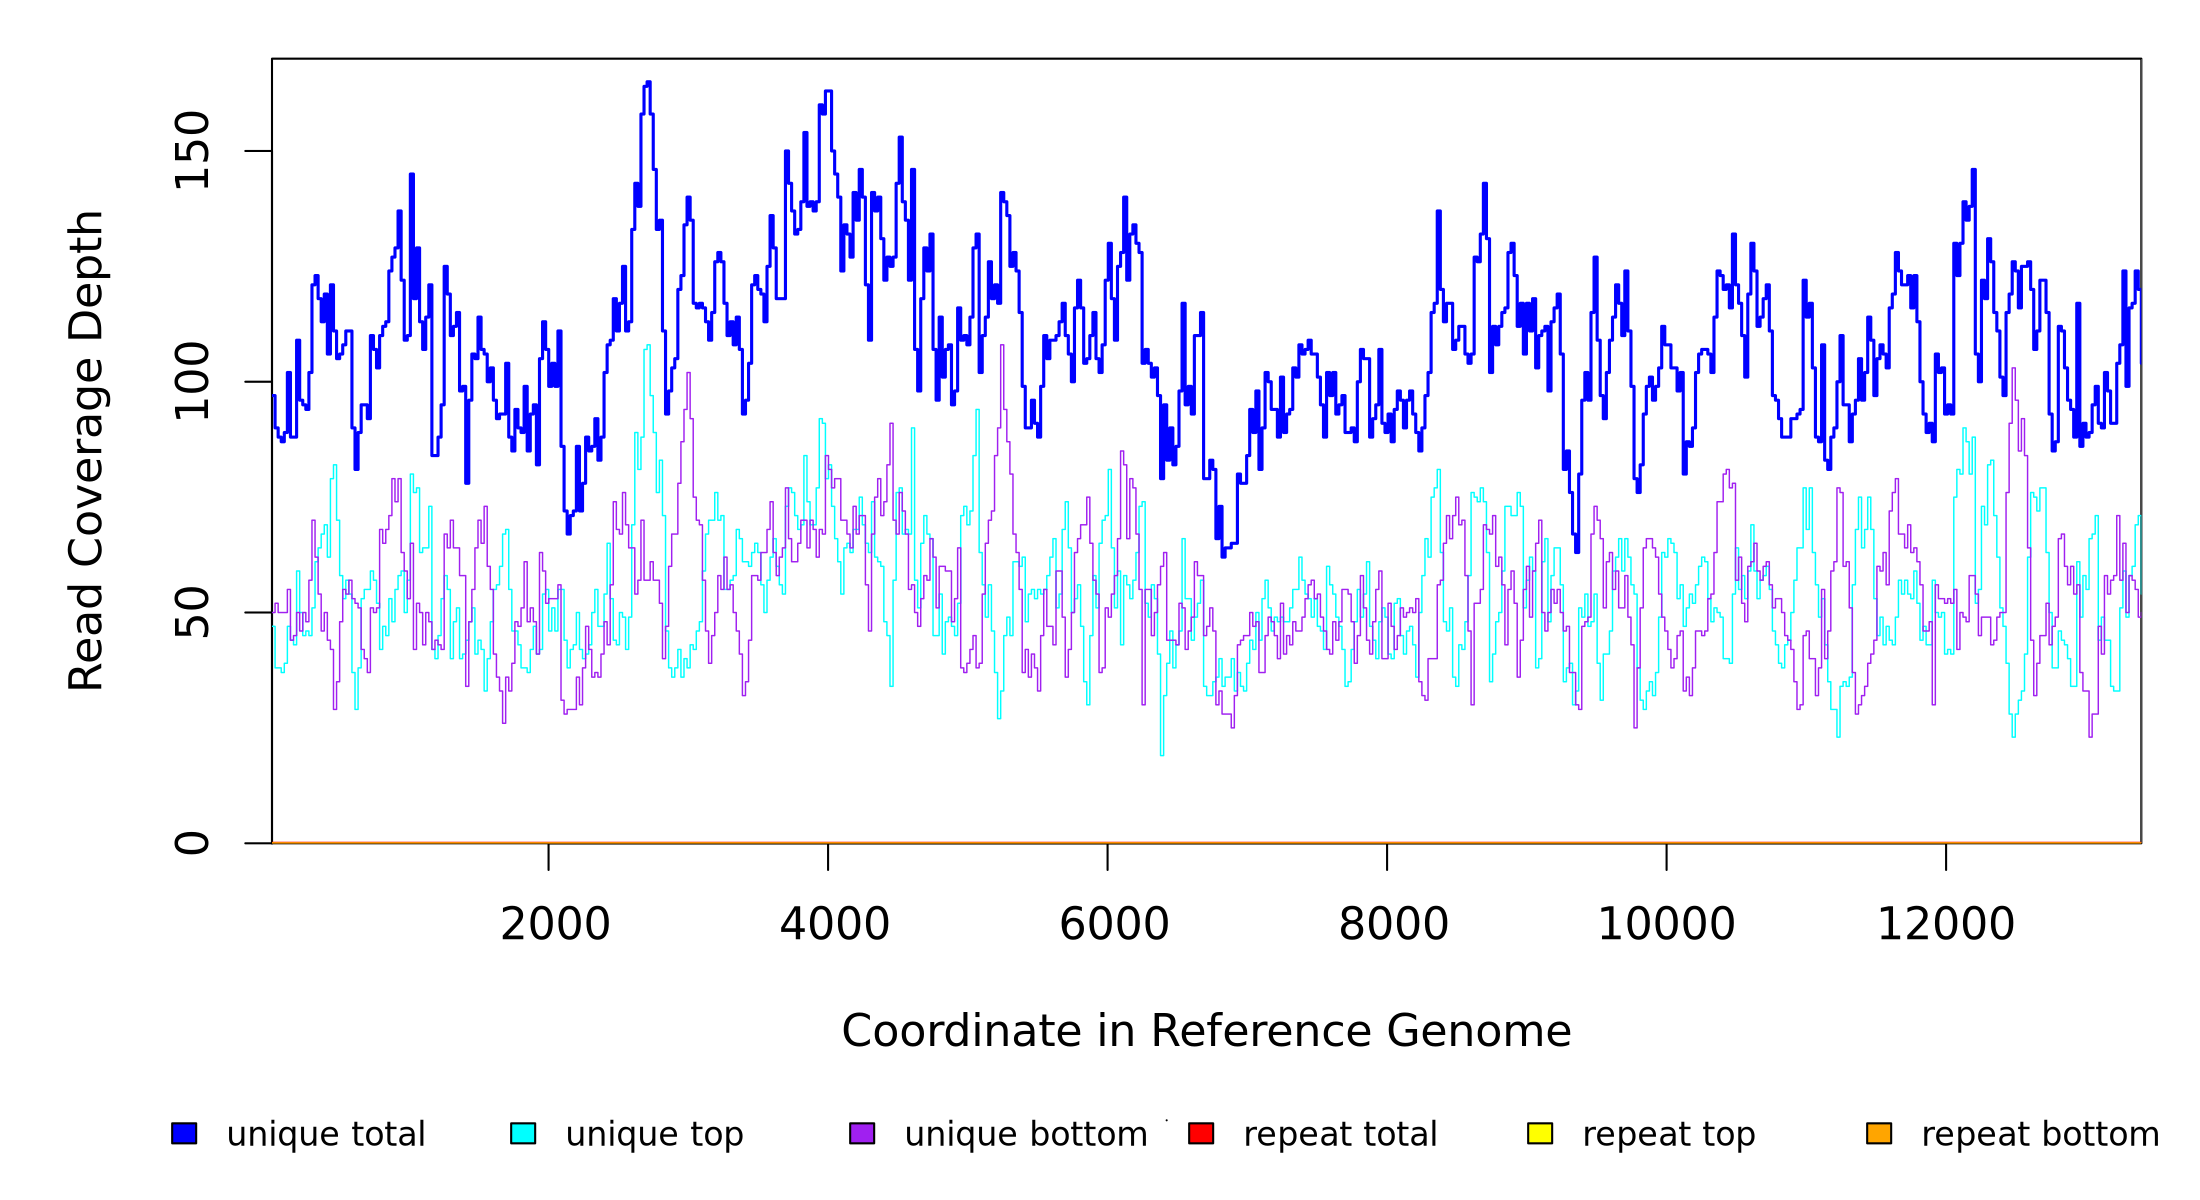 Read Coverage Depth
150
100
50
0
2000 4000 6000 8000 10000 12000
Coordinate in Reference Genome
unique total unique top unique bottom repeat total repeat top repeat bottom